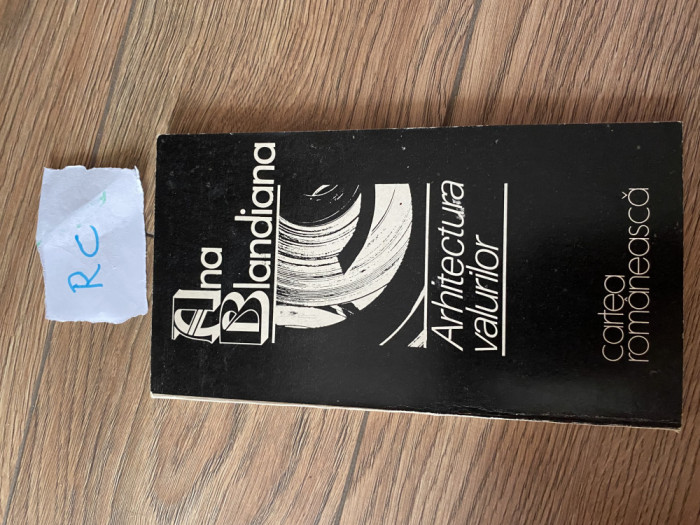 Ana
Blandiana
Arhitectura
valurilor
cartea
românească
RC